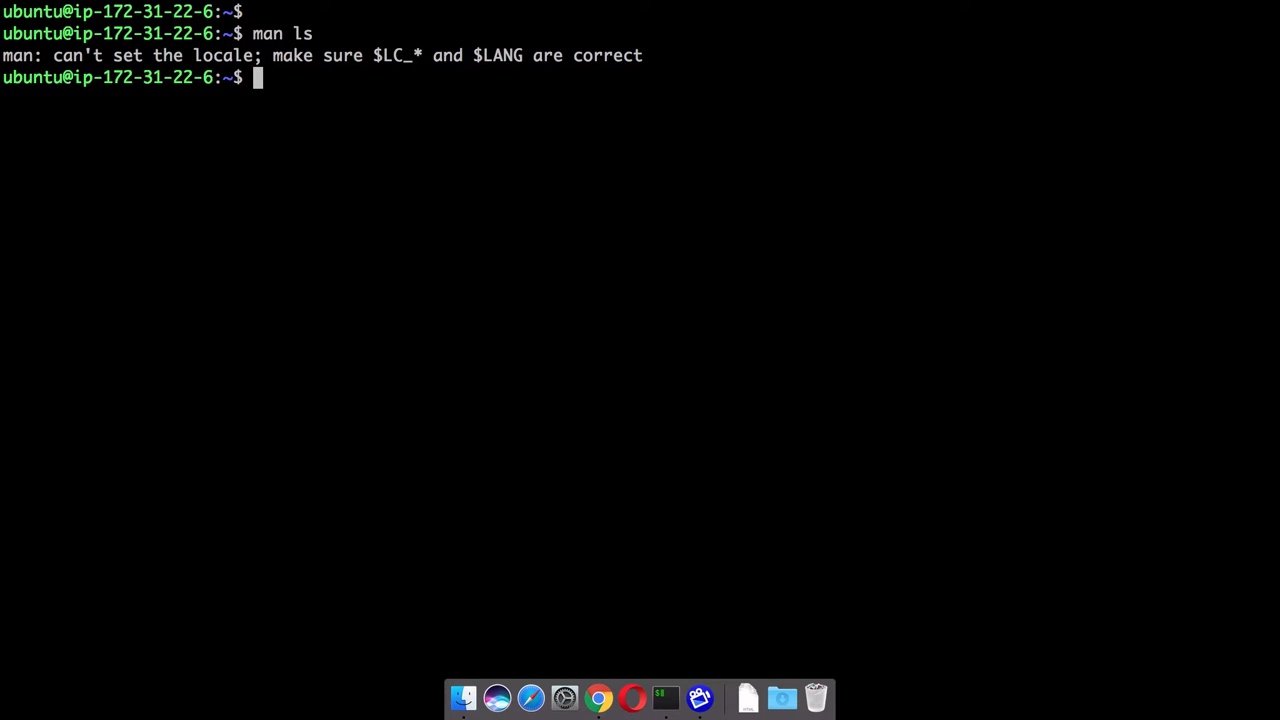 ubuntu@ip-172-31-22-6:~$
ubuntu@ip-172-31-22-6:~$ man ls
man: can't set the locale; make sure $LC_* and $LANG are correct
ubuntu@ip-172-31-22-6:~$